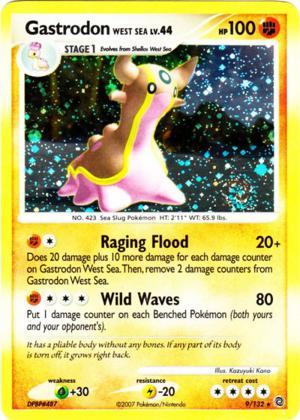 Gastrodon WEST SEA LV.44 HP 100
STAGE 1 Evolves from Shellos West Sea
NO. 423 Sea Slug Pokémon HT: 2'11" WT: 65.9 lbs.
Raging Flood 20+
Does 20 damage plus 10 more damage for each damage counter
on Gastrodon West Sea. Then, remove 2 damage counters from
Gastrodon West Sea.
Wild Waves 80
Put 1 damage counter on each Benched Pokémon (both yours
and your opponent's).
It has a pliable body without any bones. If any part of its body
is torn off, it grows right back.
Illus. Kazuyuki Kano
weakness resistance retreat cost
+30 -20
DPBP#487 ©2007 Pokémon/Nintendo 9/132 ★